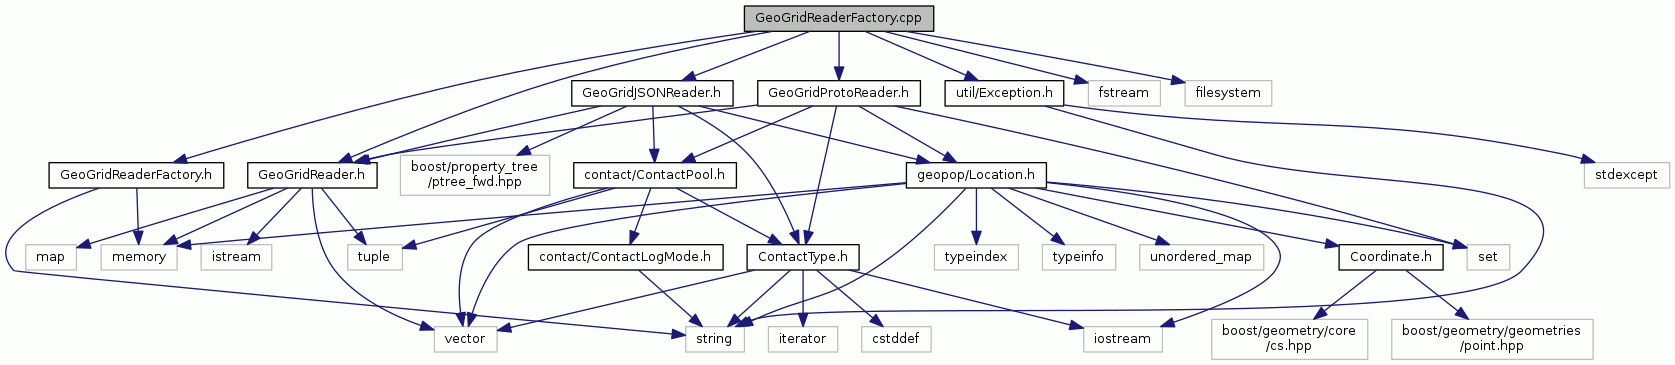 GeoGridReaderFactory.cpp
GeoGridJSONReader.h
GeoGridProtoReader.h
util/Exception.h
fstream
filesystem
GeoGridReaderFactory.h
GeoGridReader.h
boost/property_tree
/ptree_fwd.hpp
contact/ContactPool.h
geopop/Location.h
stdexcept
map
memory
istream
tuple
contact/ContactLogMode.h
ContactType.h
typeindex
typeinfo
unordered_map
Coordinate.h
set
vector
string
iterator
cstddef
iostream
boost/geometry/core
/cs.hpp
boost/geometry/geometries
/point.hpp